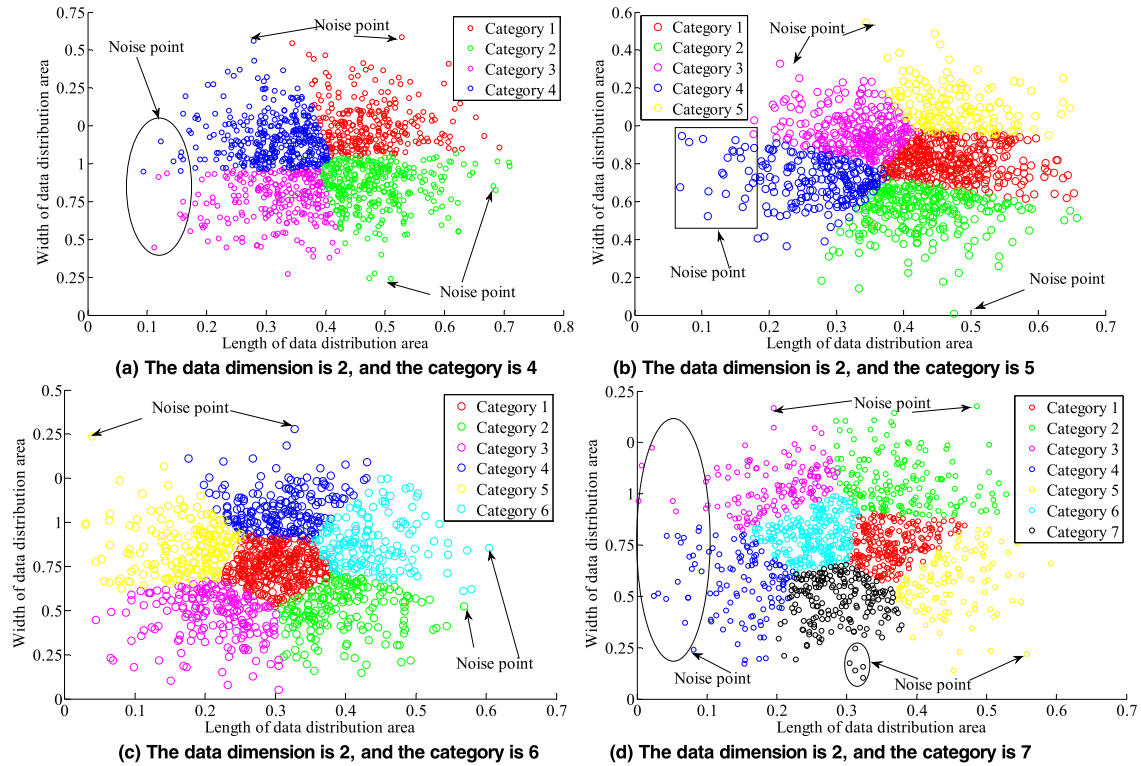 0.75
0.5
0.25
0
1
0.75
0.5
0.25
0
Width of data distribution area
Noise point
Noise point
Noise point
Category 1
Category 2
Category 3
Category 4
0 0.1 0.2 0.3 0.4 0.5 0.6 0.7 0.8
Length of data distribution area
(a) The data dimension is 2, and the category is 4
0.6
0.4
0.2
0
0.8
0.6
0.4
0.2
0
Width of data distribution area
Category 1
Category 2
Category 3
Category 4
Category 5
Noise point
Noise point
Noise point
0 0.1 0.2 0.3 0.4 0.5 0.6 0.7
Length of data distribution area
(b) The data dimension is 2, and the category is 5
0.5
0.25
0
1
0.75
0.5
0.25
0
Width of data distribution area
Noise point
Noise point
Category 1
Category 2
Category 3
Category 4
Category 5
Category 6
0 0.1 0.2 0.3 0.4 0.5 0.6 0.7
Length of data distribution area
(c) The data dimension is 2, and the category is 6
0.25
0
1
0.75
0.5
0.25
0
Width of data distribution area
Noise point
Noise point
Noise point
Category 1
Category 2
Category 3
Category 4
Category 5
Category 6
Category 7
0 0.1 0.2 0.3 0.4 0.5 0.6 0.7
Length of data distribution area
(d) The data dimension is 2, and the category is 7